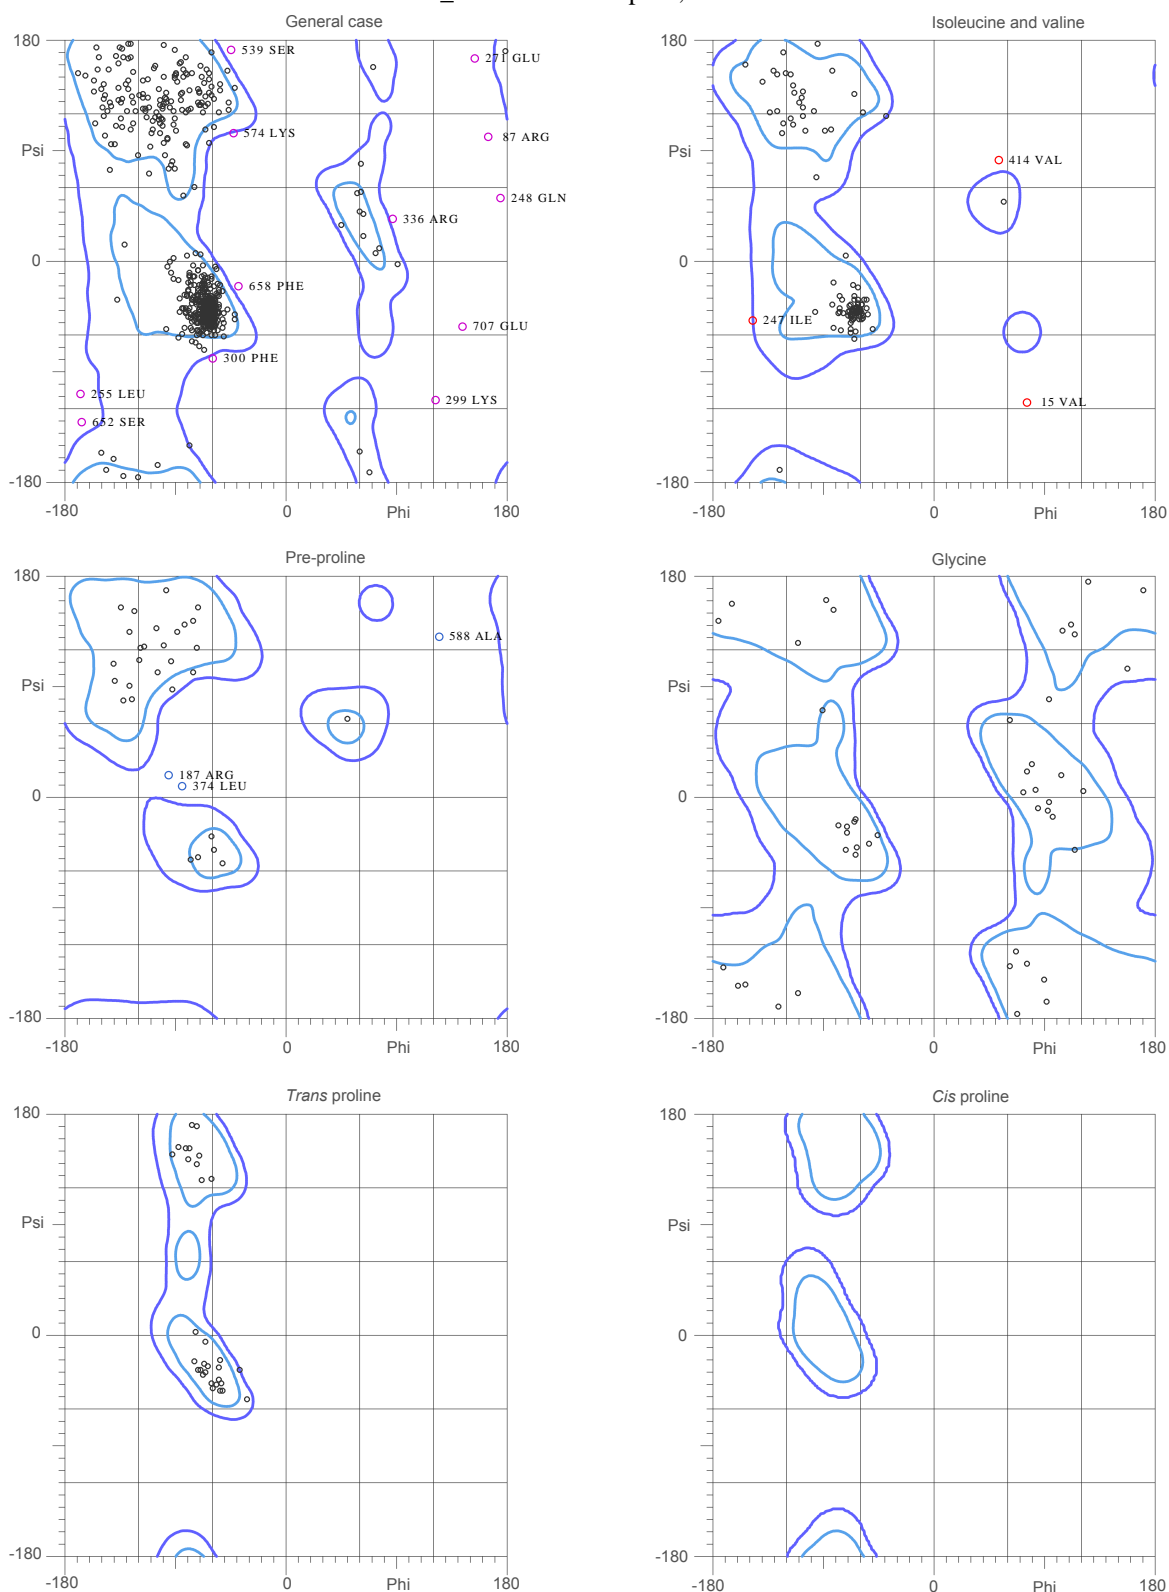 General case
180
Psi
0
-180
-180
0
Phi
180
539 SER
271 GLU
574 LYS
87 ARG
248 GLN
336 ARG
658 PHE
707 GLU
300 PHE
255 LEU
299 LYS
652 SER
Isoleucine and valine
180
Psi
0
-180
-180
0
Phi
180
414 VAL
247 ILE
15 VAL
Pre-proline
180
Psi
0
-180
-180
0
Phi
180
588 ALA
187 ARG
374 LEU
Glycine
180
Psi
0
-180
-180
0
Phi
180
Trans proline
180
Psi
0
-180
-180
0
Phi
180
Cis proline
180
Psi
0
-180
-180
0
Phi
180